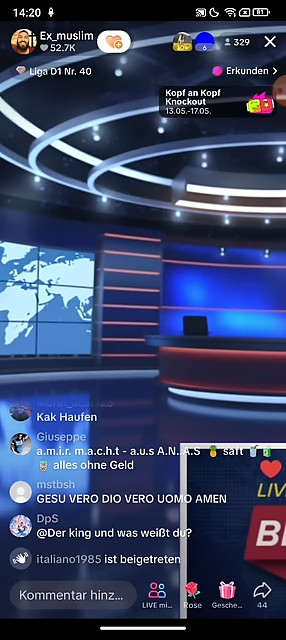 14:20
81
Ex_muslim
52.7K
329
Liga D1 Nr. 40
Erkunden
Kopf an Kopf
Knockout
13.05.-17.05.
Kak Haufen
Giuseppe
a.m.i.r. m.a.c.h.t - a.u.s A.N..A.S 🍍 saft 🥤🧃
🧋 alles ohne Geld
mstbsh
GESU VERO DIO VERO UOMO AMEN
DpS
@Der king und was weißt du?
italiano1985 ist beigetreten
Kommentar hinz...
LIVE mi...
Rose
Gesche...
44
LIV
B